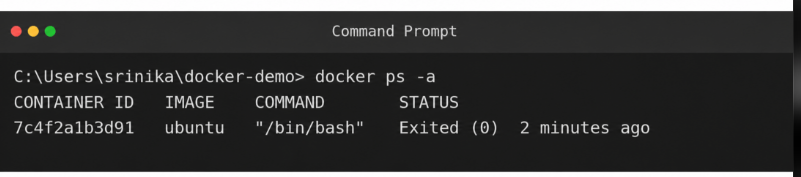 Command Prompt
C:\Users\srinika\docker-demo> docker ps -a
CONTAINER ID IMAGE COMMAND STATUS
7c4f2a1b3d91 ubuntu "/bin/bash" Exited (0) 2 minutes ago